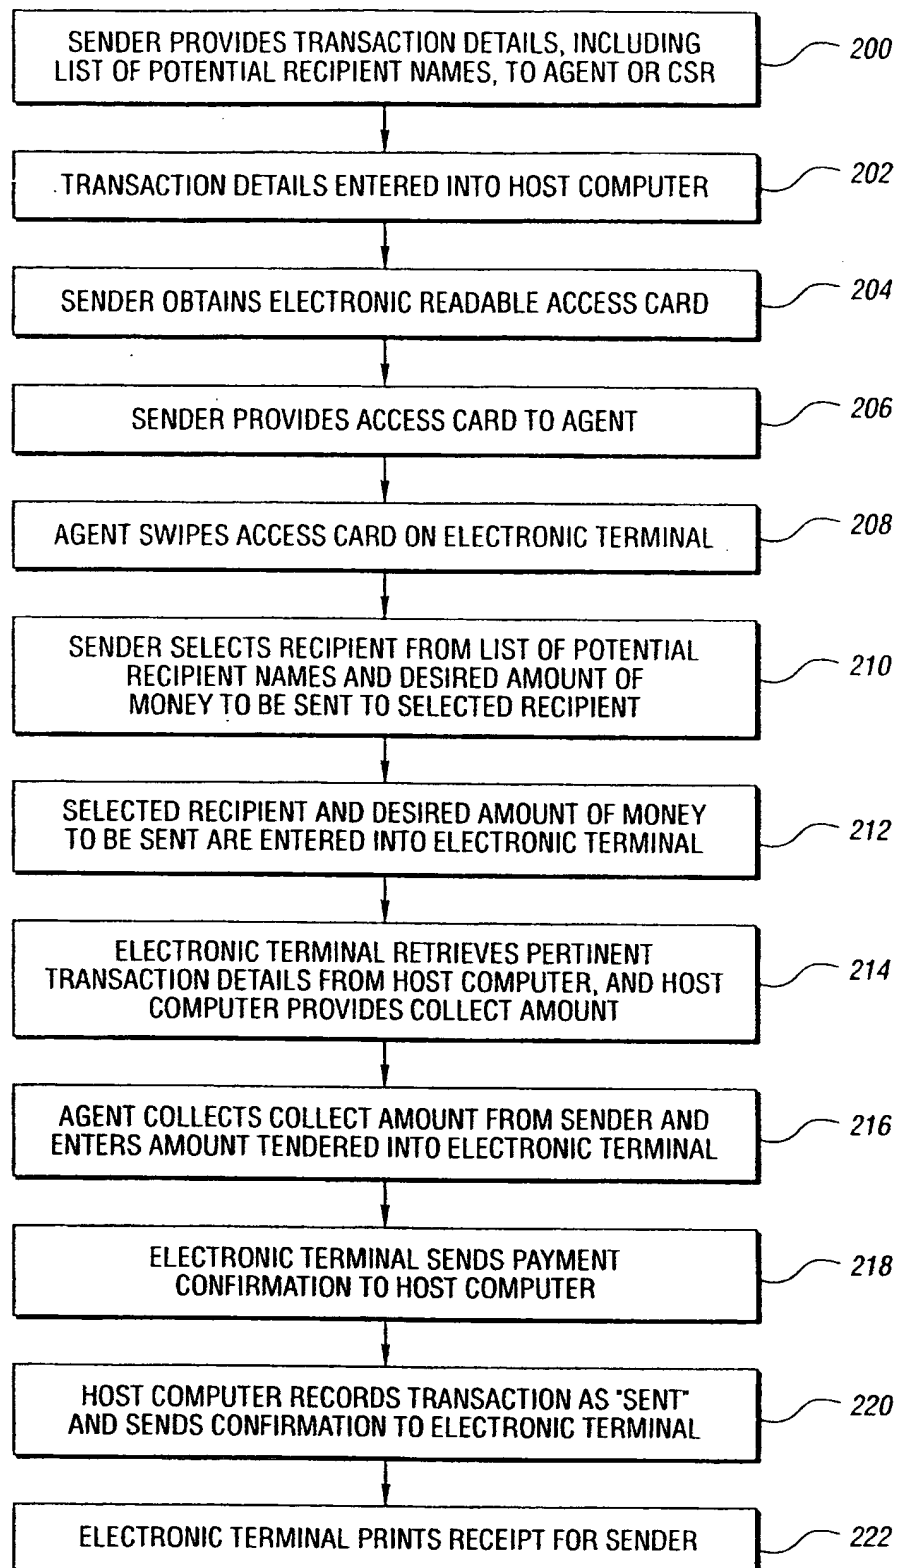 SENDER PROVIDES TRANSACTION DETAILS, INCLUDING
LIST OF POTENTIAL RECIPIENT NAMES, TO AGENT OR CSR
200
TRANSACTION DETAILS ENTERED INTO HOST COMPUTER
202
SENDER OBTAINS ELECTRONIC READABLE ACCESS CARD
204
SENDER PROVIDES ACCESS CARD TO AGENT
206
AGENT SWIPES ACCESS CARD ON ELECTRONIC TERMINAL
208
SENDER SELECTS RECIPIENT FROM LIST OF POTENTIAL
RECIPIENT NAMES AND DESIRED AMOUNT OF
MONEY TO BE SENT TO SELECTED RECIPIENT
210
SELECTED RECIPIENT AND DESIRED AMOUNT OF MONEY
TO BE SENT ARE ENTERED INTO ELECTRONIC TERMINAL
212
ELECTRONIC TERMINAL RETRIEVES PERTINENT
TRANSACTION DETAILS FROM HOST COMPUTER, AND HOST
COMPUTER PROVIDES COLLECT AMOUNT
214
AGENT COLLECTS COLLECT AMOUNT FROM SENDER AND
ENTERS AMOUNT TENDERED INTO ELECTRONIC TERMINAL
216
ELECTRONIC TERMINAL SENDS PAYMENT
CONFIRMATION TO HOST COMPUTER
218
HOST COMPUTER RECORDS TRANSACTION AS "SENT"
AND SENDS CONFIRMATION TO ELECTRONIC TERMINAL
220
ELECTRONIC TERMINAL PRINTS RECEIPT FOR SENDER
222